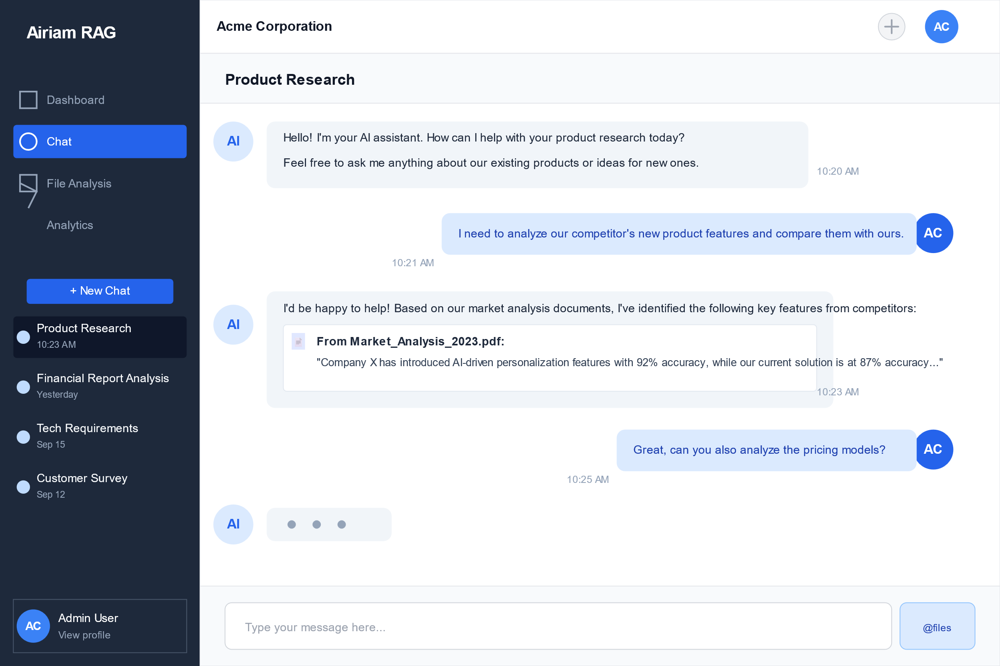 Airiam RAG
Dashboard
Chat
File Analysis
Analytics
+ New Chat
Product Research
10:23 AM
Financial Report Analysis
Yesterday
Tech Requirements
Sep 15
Customer Survey
Sep 12
AC
Admin User
View profile
Acme Corporation
AC
Product Research
AI
Hello! I'm your AI assistant. How can I help with your product research today?
Feel free to ask me anything about our existing products or ideas for new ones.
10:20 AM
I need to analyze our competitor's new product features and compare them with ours.
AC
10:21 AM
AI
I'd be happy to help! Based on our market analysis documents, I've identified the following key features from competitors:
From Market_Analysis_2023.pdf:
"Company X has introduced AI-driven personalization features with 92% accuracy, while our current solution is at 87% accuracy..."
10:23 AM
Great, can you also analyze the pricing models?
AC
10:25 AM
AI
Type your message here...
@files